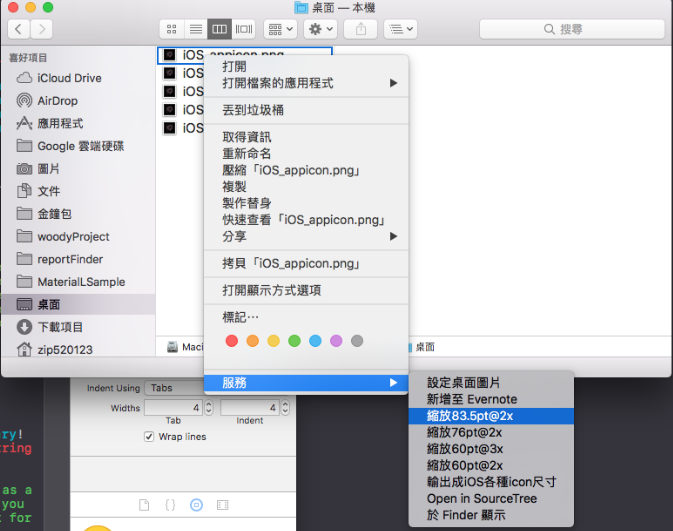 桌面 — 本機
搜尋
喜好項目
iCloud Drive
AirDrop
應用程式
Google 雲端硬碟
圖片
文件
金鐘包
woodyProject
reportFinder
MaterialLSample
桌面
下載項目
zip520123
iOS_appicon.png
iOS
iOS
iOS
iOS
打開
打開檔案的應用程式
丟到垃圾桶
取得資訊
重新命名
壓縮「iOS_appicon.png」
複製
製作替身
快速查看「iOS_appicon.png」
分享
拷貝「iOS_appicon.png」
打開顯示方式選項
標記⋯
服務
Maci
桌面
設定桌面圖片
新增至 Evernote
縮放83.5pt@2x
縮放76pt@2x
縮放60pt@3x
縮放60pt@2x
輸出成iOS各種icon尺寸
Open in SourceTree
於 Finder 顯示
Indent Using Tabs
Widths 4 4
Tab Indent
Wrap lines
ry!
tring
as a
you
for